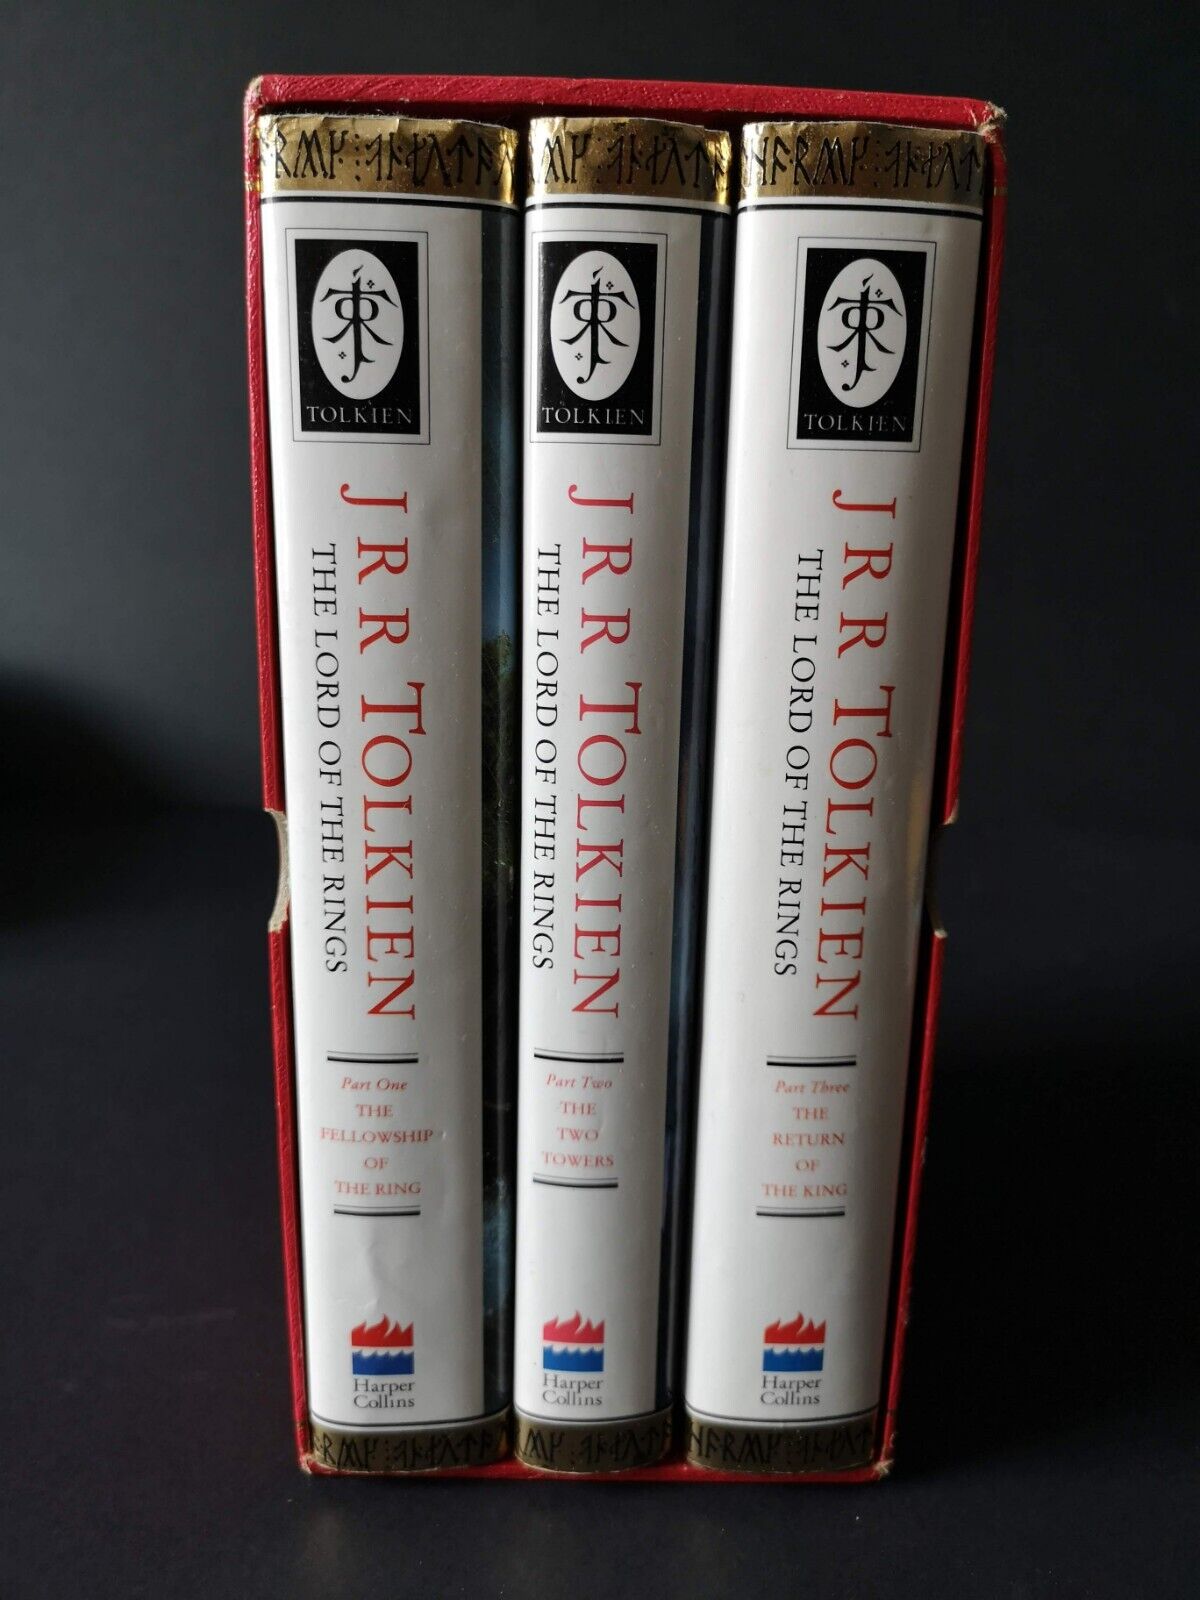 TOLKIEN
J R R TOLKIEN
THE LORD OF THE RINGS
Part One
THE
FELLOWSHIP
OF
THE RING
Harper
Collins
TOLKIEN
J R R TOLKIEN
THE LORD OF THE RINGS
Part Two
THE
TWO
TOWERS
Harper
Collins
TOLKIEN
J R R TOLKIEN
THE LORD OF THE RINGS
Part Three
THE
RETURN
OF
THE KING
Harper
Collins